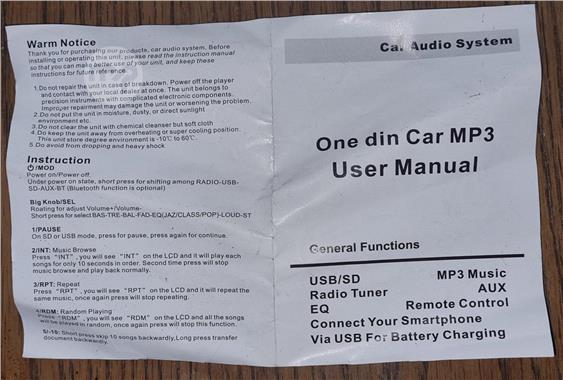 Warm Notice
Thank you for purchasing our products, car audio system. Before
installing or operating this unit, please read the instruction manual
so that you can make better use of your unit, and keep these
instructions for future reference.
1.Do not repair the unit in case of breakdown. Power off the player
and contact with your local dealer at once. The unit belongs to
precision instruments with complicated electronic components.
Improper repairment may damage the unit or worsening the problem.
2.Do not put the unit in moisture, dusty, or direct sunlight
environment etc.
3.Do not clear the unit with chemical cleanser but soft cloth
4.Do keep the unit away from overheating or super cooling position.
This unit store degree environment is -10℃ to 60℃.
5.Do avoid from dropping and heavy shock
Instruction
⏻/MOD
Power on/Power off.
Under power on state, short press for shifting among RADIO-USB-
SD-AUX-BT (Bluetooth function is optional)
Big Knob/SEL
Roating for adjust Volume+/Volume-
Short press for select BAS-TRE-BAL-FAD-EQ(JAZ/CLASS/POP)-LOUD-ST
1/PAUSE
On SD or USB mode, press for pause, press again for continue.
2/INT: Music Browse
Press "INT", you will see "INT" on the LCD and it will play each
songs for only 10 seconds in order. Second time press will stop
music browse and play back normally.
3/RPT: Repeat
Press "RPT", you will see "RPT" on the LCD and it will repeat the
same music, once again press will stop repeating.
4/RDM: Random Playing
Press "RDM", you will see "RDM" on the LCD and all the songs
will be played in random, once again press will stop this function.
5/-10: Short press skip 10 songs backwardly, Long press transfer
document backwardly.
Car Audio System
One din Car MP3
User Manual
General Functions
USB/SD MP3 Music
Radio Tuner AUX
EQ Remote Control
Connect Your Smartphone
Via USB For Battery Charging